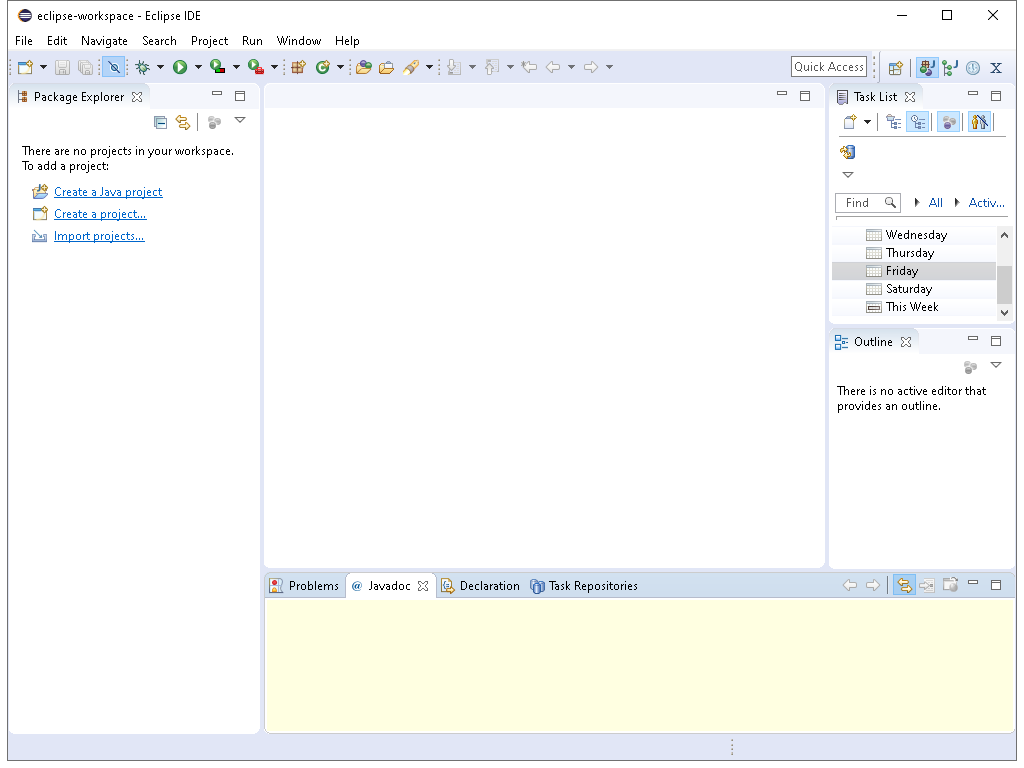 eclipse-workspace - Eclipse IDE
File Edit Navigate Search Project Run Window Help
Quick Access
Package Explorer
There are no projects in your workspace.
To add a project:
Create a Java project
Create a project...
Import projects...
Task List
Find All Activ...
Wednesday
Thursday
Friday
Saturday
This Week
Outline
There is no active editor that
provides an outline.
Problems @ Javadoc Declaration Task Repositories